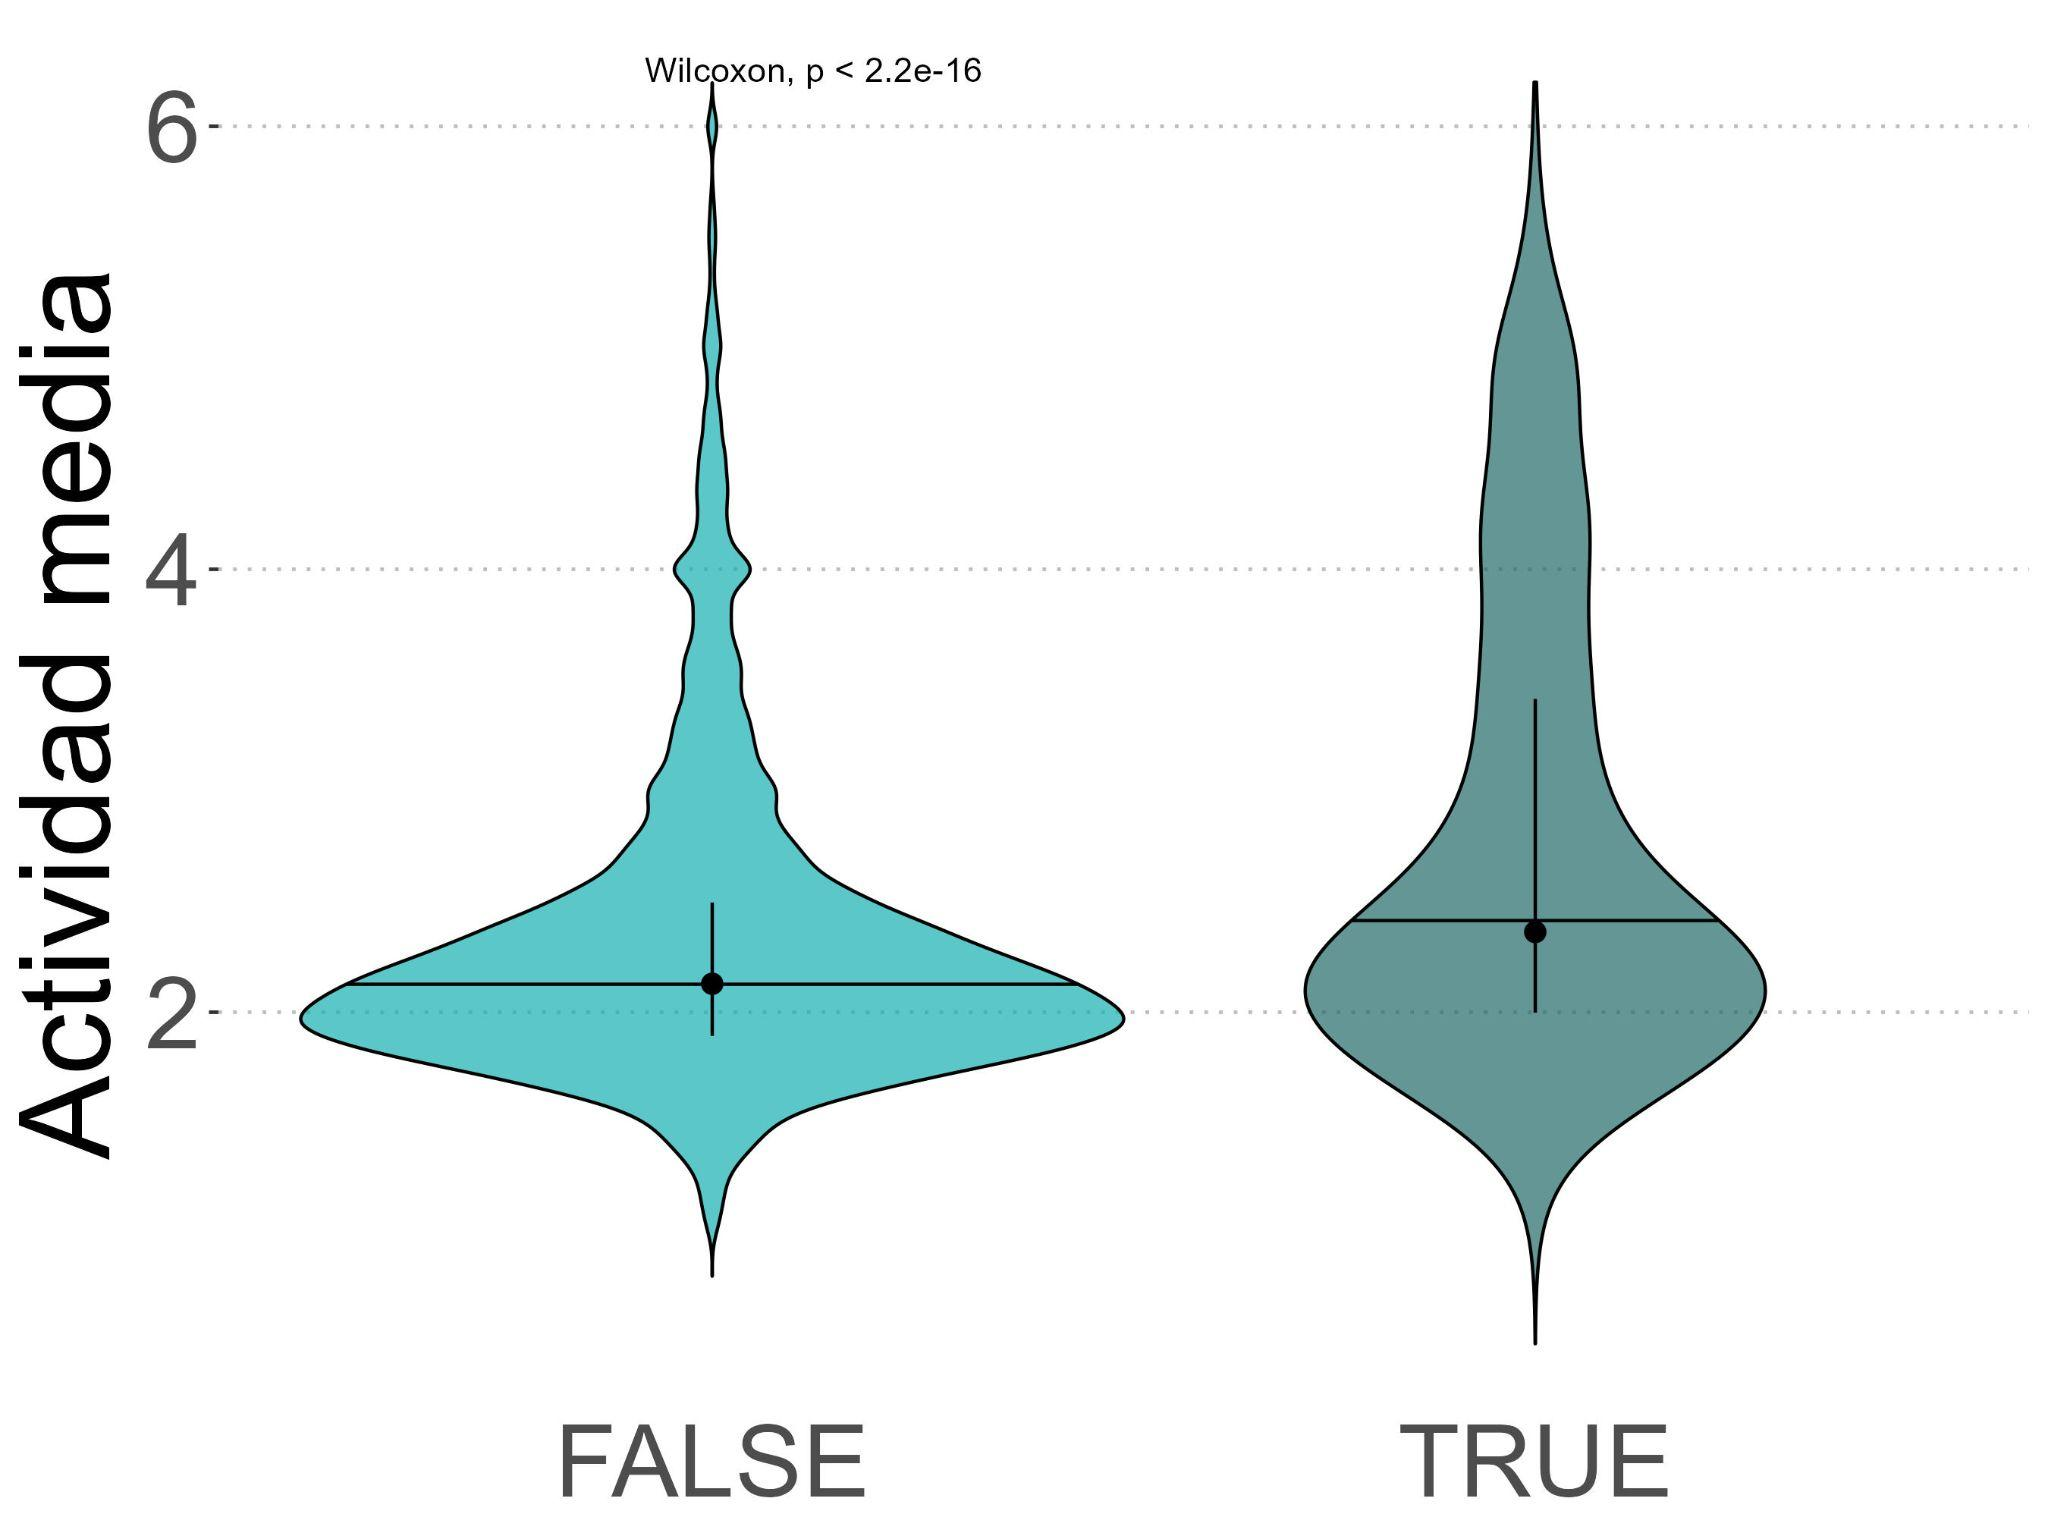 Wilcoxon, p < 2.2e-16
6
4
2
Actividad media
FALSE
TRUE